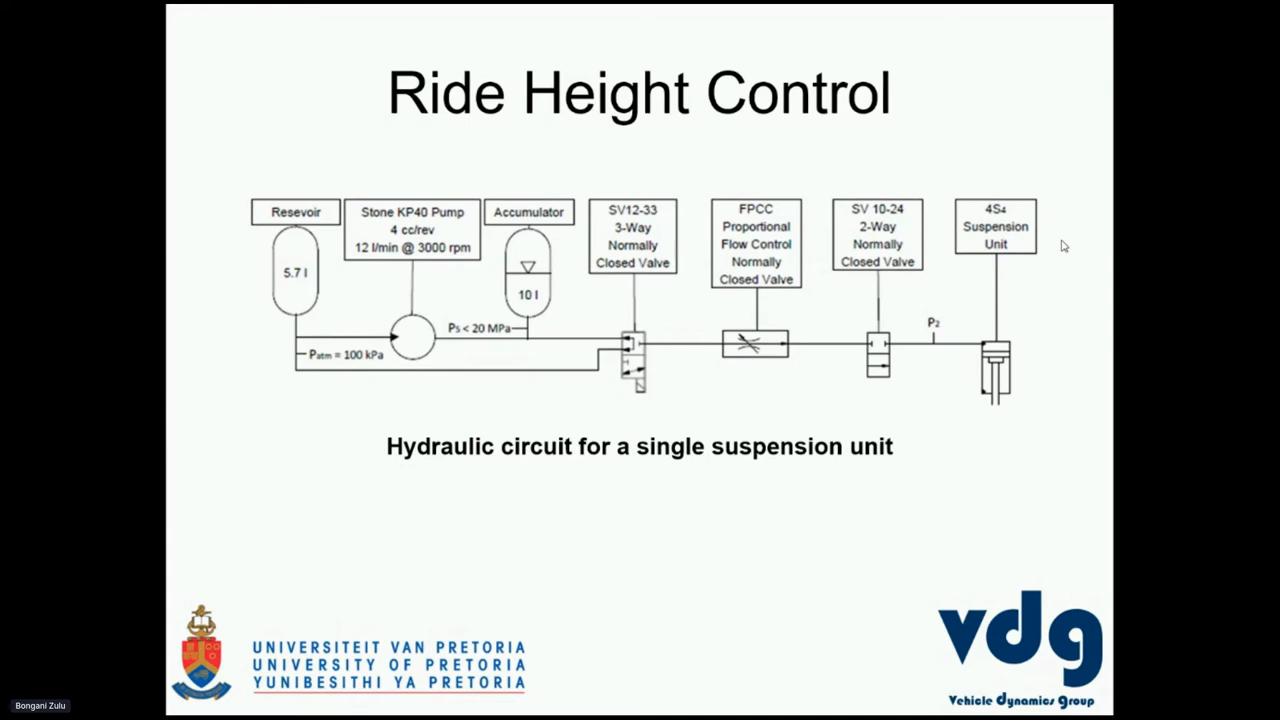 Ride Height Control
Resevoir
5.7 l
Stone KP40 Pump
4 cc/rev
12 l/min @ 3000 rpm
Accumulator
10 l
SV12-33
3-Way
Normally
Closed Valve
FPCC
Proportional
Flow Control
Normally
Closed Valve
SV 10-24
2-Way
Normally
Closed Valve
4S4
Suspension
Unit
Ps < 20 MPa
Patm = 100 kPa
P2
Hydraulic circuit for a single suspension unit
UNIVERSITEIT VAN PRETORIA
UNIVERSITY OF PRETORIA
YUNIBESITHI YA PRETORIA
vdg
Vehicle dynamics Group
Bongani Zulu